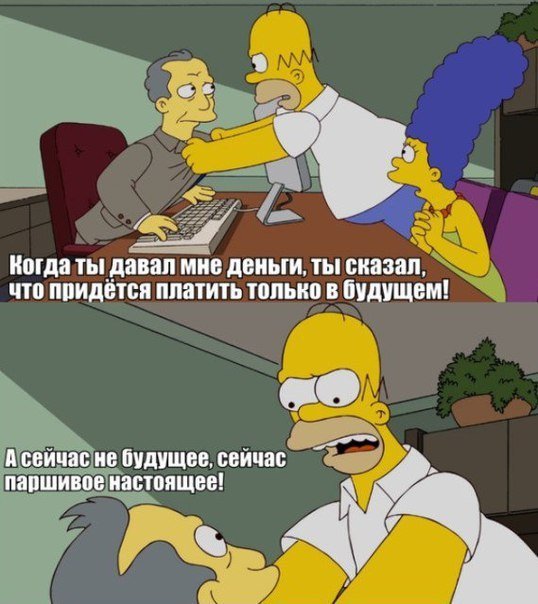 Когда ты давал мне деньги, ты сказал,
что придётся платить только в будущем!
А сейчас не будущее, сейчас
паршивое настоящее!